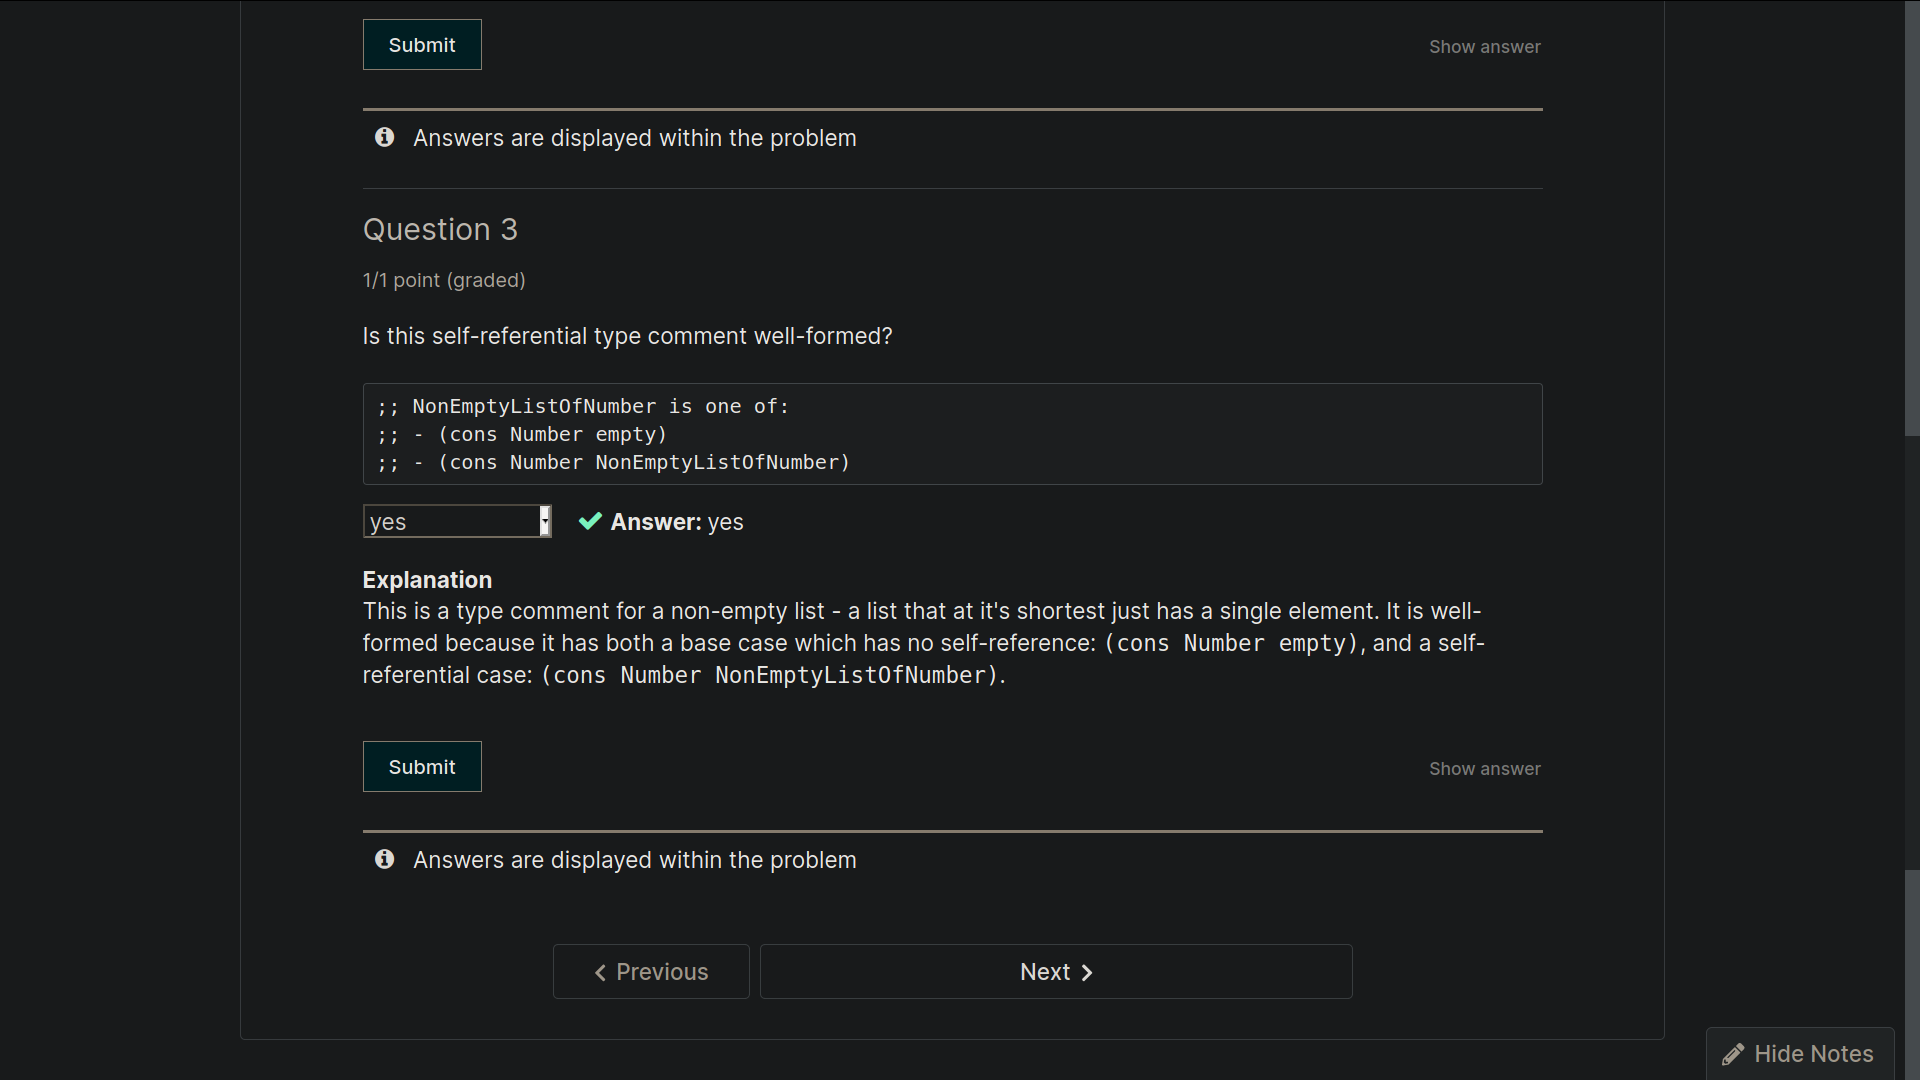 Submit
Show answer
Answers are displayed within the problem
Question 3
1/1 point (graded)
Is this self-referential type comment well-formed?
;; NonEmptyListOfNumber is one of:
;; - (cons Number empty)
;; - (cons Number NonEmptyListOfNumber)
yes
Answer: yes
Explanation
This is a type comment for a non-empty list - a list that at it's shortest just has a single element. It is well-
formed because it has both a base case which has no self-reference: (cons Number empty), and a self-
referential case: (cons Number NonEmptyListOfNumber).
Submit
Show answer
Answers are displayed within the problem
Previous
Next
Hide Notes